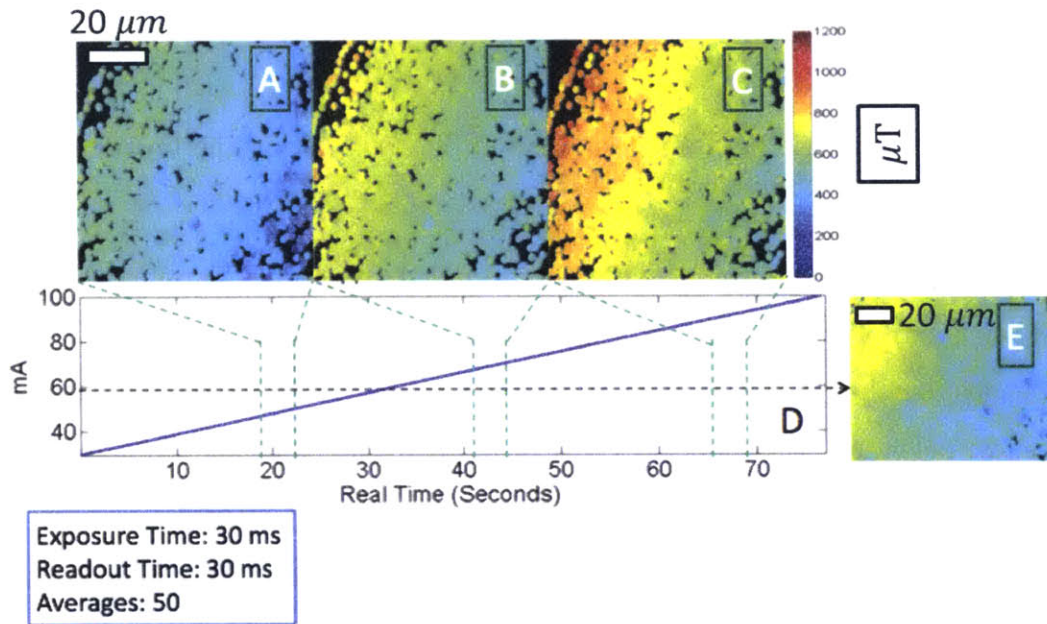 20 μm
A
B
C
1200
1000
800
600
400
200
0
μT
100
80
60
40
mA
D
10
20
30
40
50
60
70
Real Time (Seconds)
20 μm
E
Exposure Time: 30 ms
Readout Time: 30 ms
Averages: 50